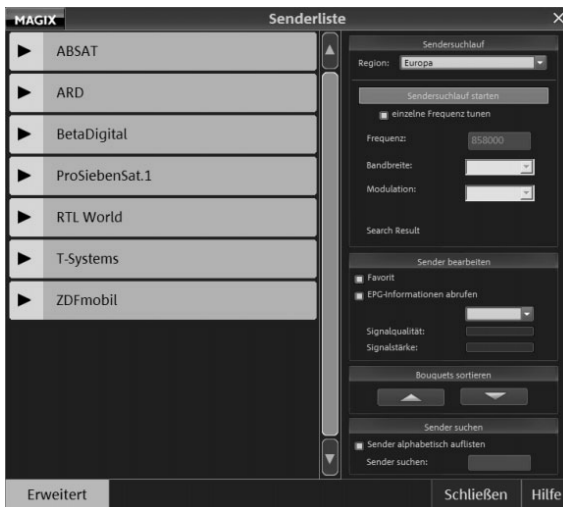 MAGIX
Senderliste
ABSAT
ARD
BetaDigital
ProSiebenSat.1
RTL World
T-Systems
ZDFmobil
Sendersuchlauf
Region: Europa
Sendersuchlauf starten
einzelne Frequenz tunen
Frequenz: 858000
Bandbreite:
Modulation:
Search Result
Sender bearbeiten
Favorit
EPG-Informationen abrufen
Signalqualität:
Signalstärke:
Bouquets sortieren
Sender suchen
Sender alphabetisch auflisten
Sender suchen:
Erweitert
Schließen
Hilfe